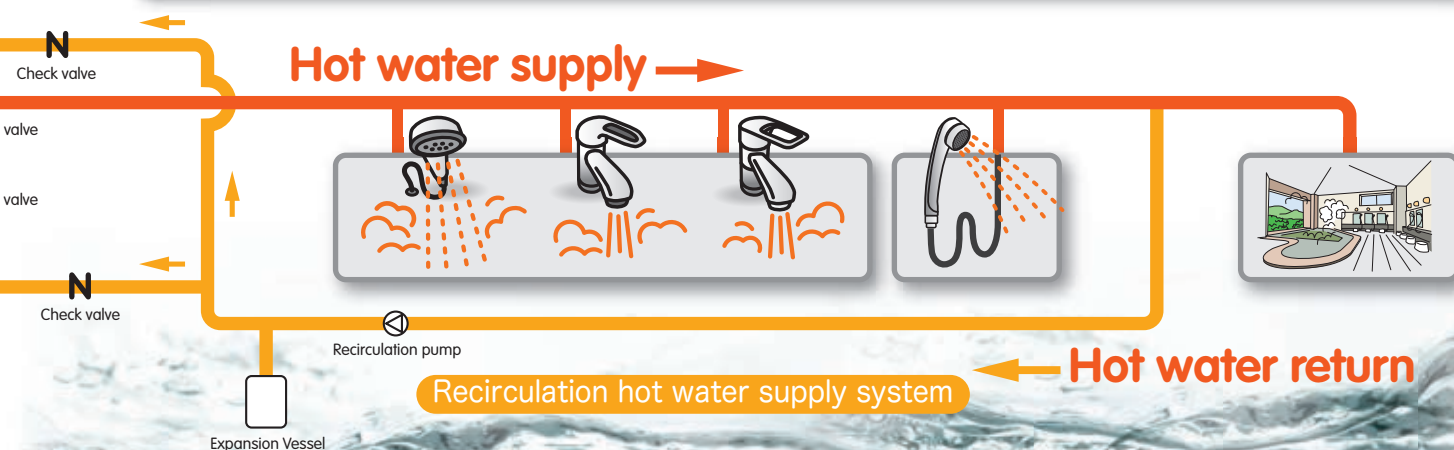 Hot water supply
Check valve
valve
valve
Check valve
Recirculation pump
Hot water return
Recirculation hot water supply system
Expansion Vessel